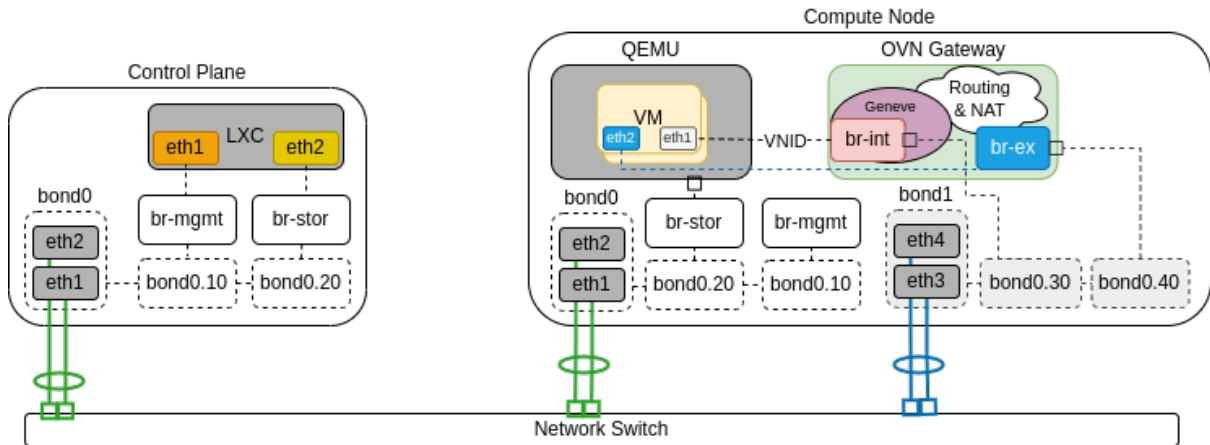 Compute Node
Control Plane
LXC
eth1
eth2
bond0
eth2
eth1
br-mgmt
br-stor
bond0.10
bond0.20
QEMU
VM
eth2
eth1
VNID
OVN Gateway
Routing
& NAT
Geneve
br-int
br-ex
bond0
eth2
eth1
br-stor
br-mgmt
bond0.20
bond0.10
bond1
eth4
eth3
bond0.30
bond0.40
Network Switch